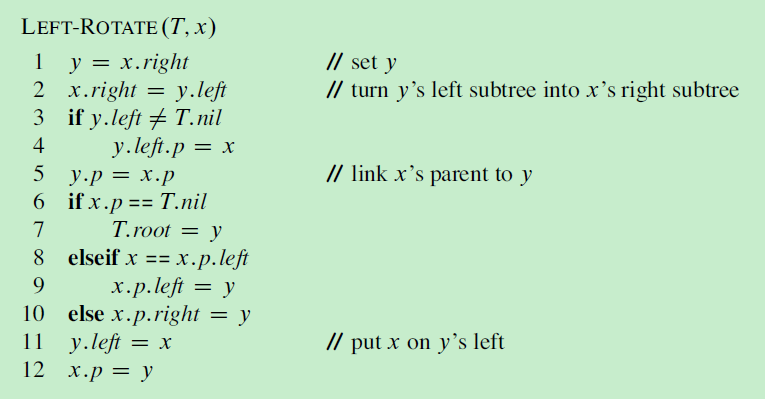 LEFT-ROTATE(T, x)
1 y = x.right // set y
2 x.right = y.left // turn y’s left subtree into x’s right subtree
3 if y.left ≠ T.nil
4 y.left.p = x
5 y.p = x.p // link x’s parent to y
6 if x.p == T.nil
7 T.root = y
8 elseif x == x.p.left
9 x.p.left = y
10 else x.p.right = y
11 y.left = x // put x on y’s left
12 x.p = y